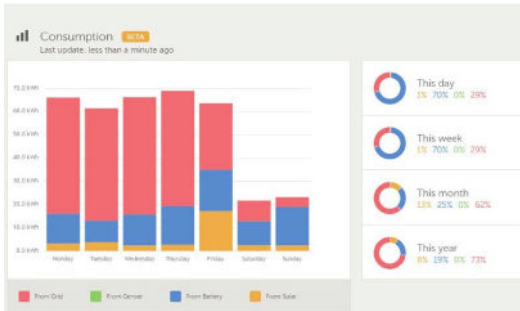 Consumption BETA
Last update: less than a minute ago
70.0 kWh
60.0 kWh
50.0 kWh
40.0 kWh
30.0 kWh
20.0 kWh
10.0 kWh
0.0 kWh
Monday Tuesday Wednesday Thursday Friday Saturday Sunday
From Grid From Genset From Battery From Solar
This day
1% 70% 0% 29%
This week
1% 70% 0% 29%
This month
13% 25% 0% 62%
This year
8% 19% 0% 73%